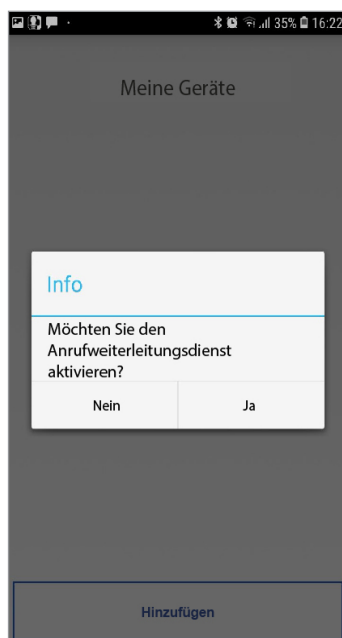 35% 16:22
Meine Geräte
Info
Möchten Sie den
Anrufweiterleitungsdienst
aktivieren?
Nein Ja
Hinzufügen